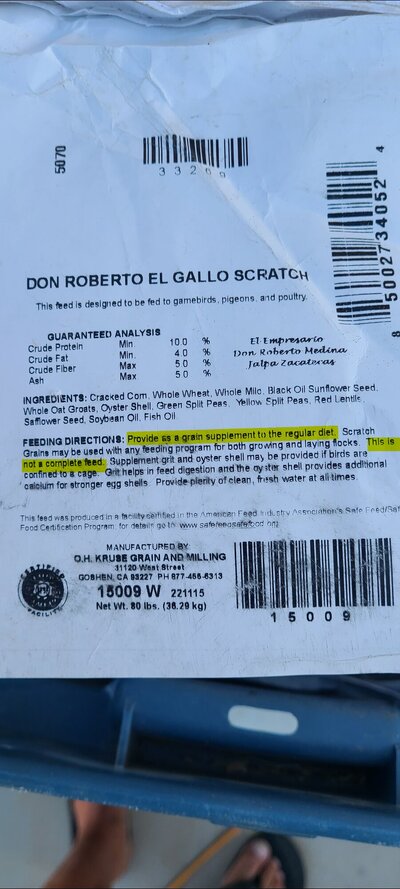 5070
33209
5002734052
4
8
DON ROBERTO EL GALLO SCRATCH
This feed is designed to be fed to gamebirds, pigeons, and poultry.
GUARANTEED ANALYSIS
Crude Protein Min. 10.0 %
Crude Fat Min. 4.0 %
Crude Fiber Max 5.0 %
Ash Max 5.0 %
El Empresario
Don Roberto Medina
Jalpa Zacatecas
INGREDIENTS: Cracked Corn, Whole Wheat, Whole Milo, Black Oil Sunflower Seed,
Whole Oat Groats, Oyster Shell, Green Split Peas, Yellow Split Peas, Red Lentils,
Safflower Seed, Soybean Oil, Fish Oil.
FEEDING DIRECTIONS: Provide as a grain supplement to the regular diet. Scratch
Grains may be used with any feeding program for both growing and laying flocks. This is
not a complete feed. Supplement grit and oyster shell may be provided if birds are
confined to a cage. Grit helps in feed digestion and the oyster shell provides additional
calcium for stronger egg shells. Provide plenty of clean, fresh water at all times.
This feed was produced in a facility certified in the American Feed Industry Association's Safe Feed/Saf
Food Certification Program; for details go to: www.safefeedsafefood.org
MANUFACTURED BY:
O.H. KRUSE GRAIN AND MILLING
31120 West Street
GOSHEN, CA 93227 PH 877-456-6313
15009 W 221115
Net Wt. 80 lbs. (36.29 kg)
CERTIFIED
FACILITY
15009